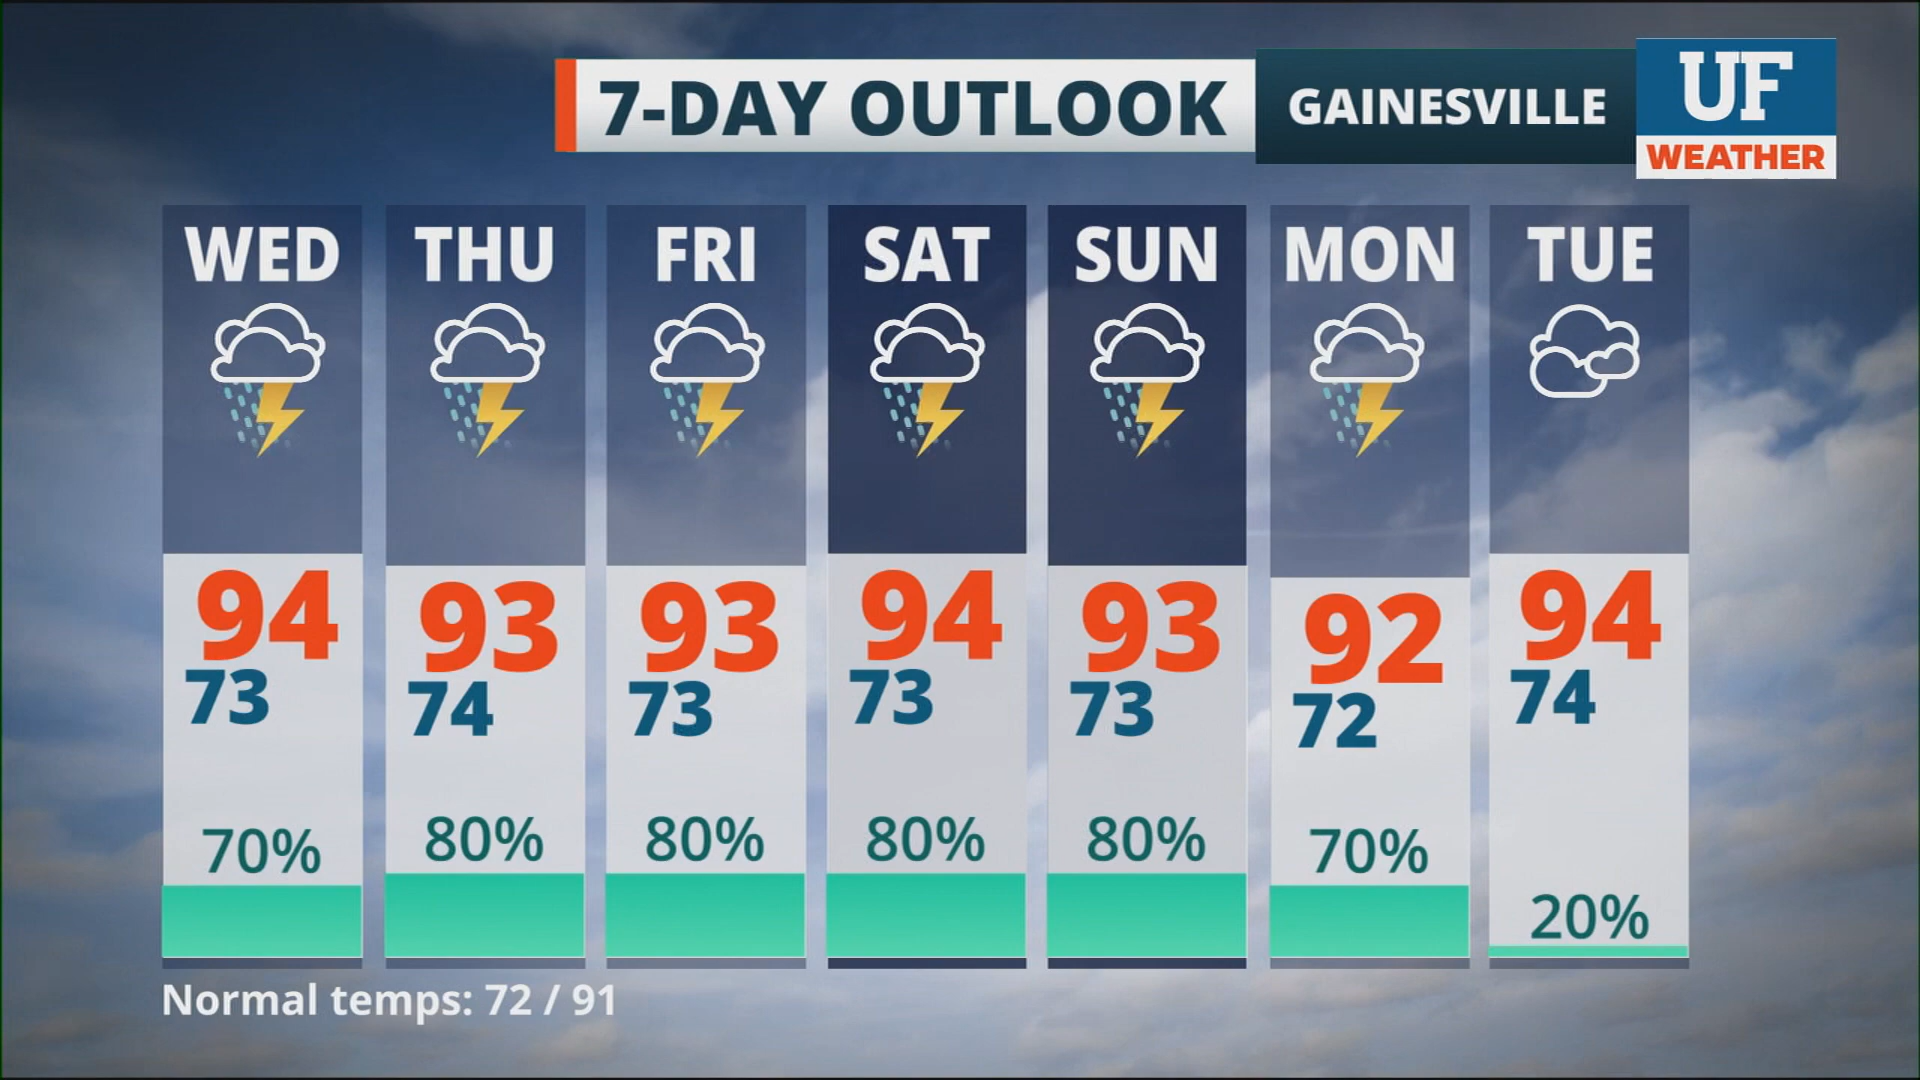 7-DAY OUTLOOK
GAINESVILLE
UF
WEATHER
WED THU FRI SAT SUN MON TUE
94 93 93 94 93 92 94
73 74 73 73 73 72 74
70% 80% 80% 80% 80% 70% 20%
Normal temps: 72 / 91